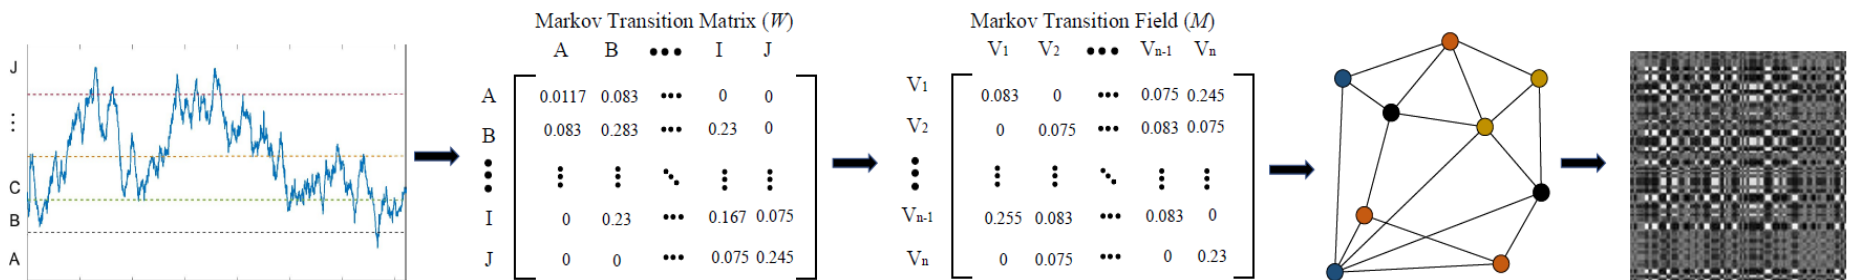 J
⋮
C
B
A
Markov Transition Matrix (W)
A B ••• I J
A 0.0117 0.083 ••• 0 0
B 0.083 0.283 ••• 0.23 0
⋮ ⋮ ⋮ ⋱ ⋮ ⋮
I 0 0.23 ••• 0.167 0.075
J 0 0 ••• 0.075 0.245
Markov Transition Field (M)
V1 V2 ••• Vn-1 Vn
V1 0.083 0 ••• 0.075 0.245
V2 0 0.075 ••• 0.083 0.075
⋮ ⋮ ⋮ ⋱ ⋮ ⋮
Vn-1 0.255 0.083 ••• 0.083 0
Vn 0 0.075 ••• 0 0.23